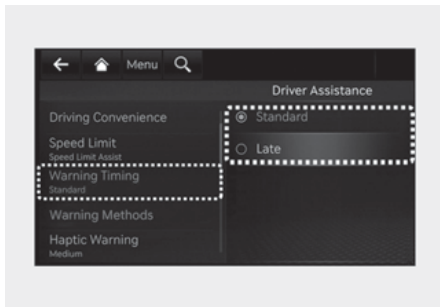 Menu
Driver Assistance
Driving Convenience
Speed Limit
Speed Limit Assist
Warning Timing
Standard
Warning Methods
Haptic Warning
Medium
Standard
Late